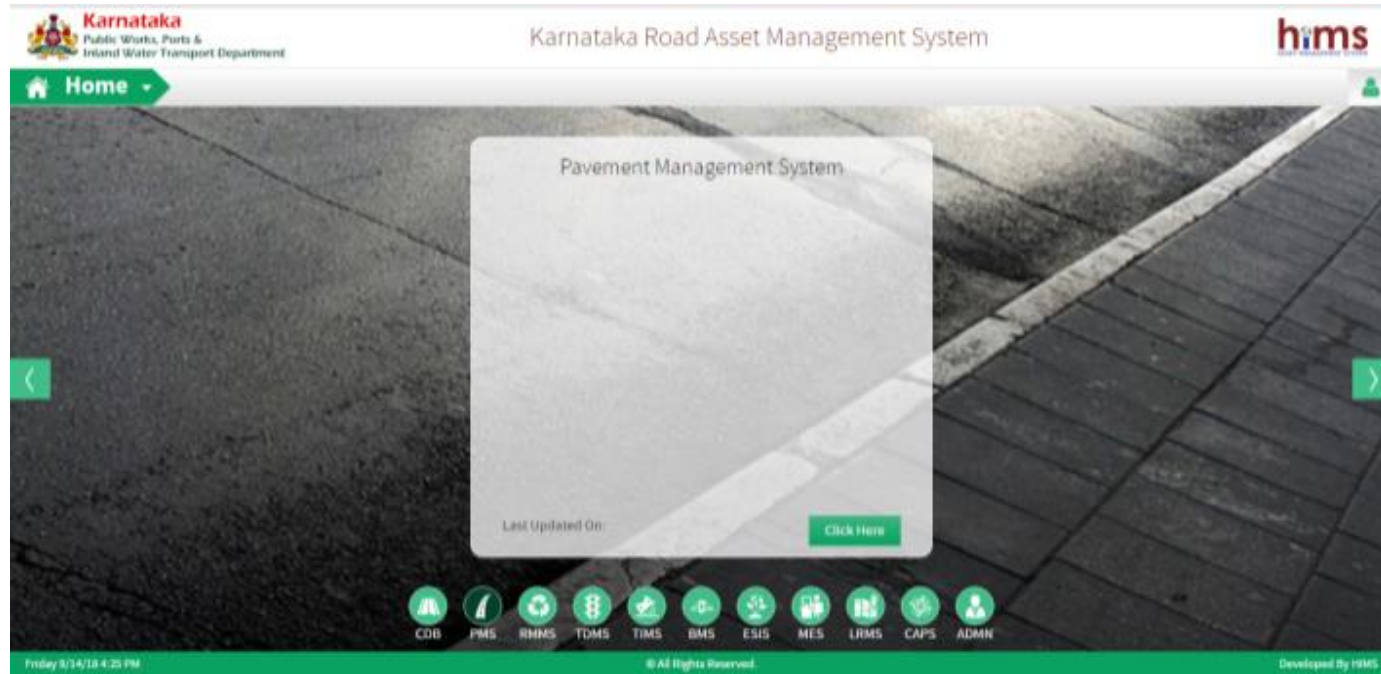 Karnataka
Public Works, Ports &
Inland Water Transport Department
Karnataka Road Asset Management System
hims
Home
Pavement Management System
Last Updated On:
Click Here
CDB PMS RMMS TDMS TIMS BMS ESIS MES LRMS CAPS ADMN
Friday 9/14/18 4:25 PM
© All Rights Reserved.
Developed By HIMS